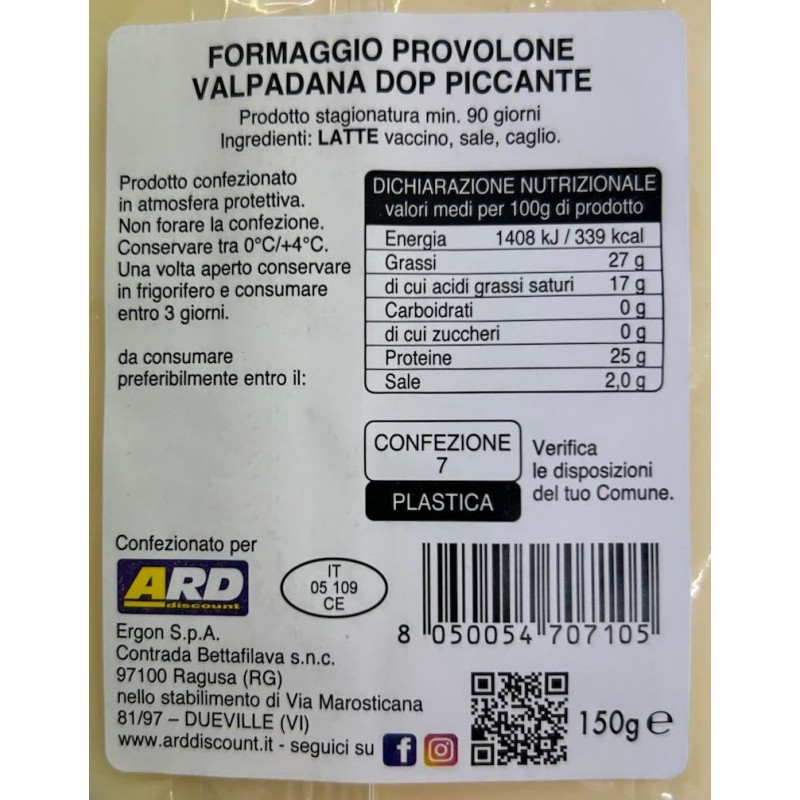 FORMAGGIO PROVOLONE
VALPADANA DOP PICCANTE
Prodotto stagionatura min. 90 giorni
Ingredienti: LATTE vaccino, sale, caglio.
Prodotto confezionato
in atmosfera protettiva.
Non forare la confezione.
Conservare tra 0°C/+4°C.
Una volta aperto conservare
in frigorifero e consumare
entro 3 giorni.
da consumare
preferibilmente entro il:
DICHIARAZIONE NUTRIZIONALE
valori medi per 100g di prodotto
Energia 1408 kJ / 339 kcal
Grassi 27 g
di cui acidi grassi saturi 17 g
Carboidrati 0 g
di cui zuccheri 0 g
Proteine 25 g
Sale 2,0 g
CONFEZIONE
7
PLASTICA
Verifica
le disposizioni
del tuo Comune.
Confezionato per
ARD
discount
IT
05 109
CE
Ergon S.p.A.
Contrada Bettafilava s.n.c.
97100 Ragusa (RG)
nello stabilimento di Via Marosticana
81/97 – DUEVILLE (VI)
www.arddiscount.it - seguici su f
8 050054 707105
150g e